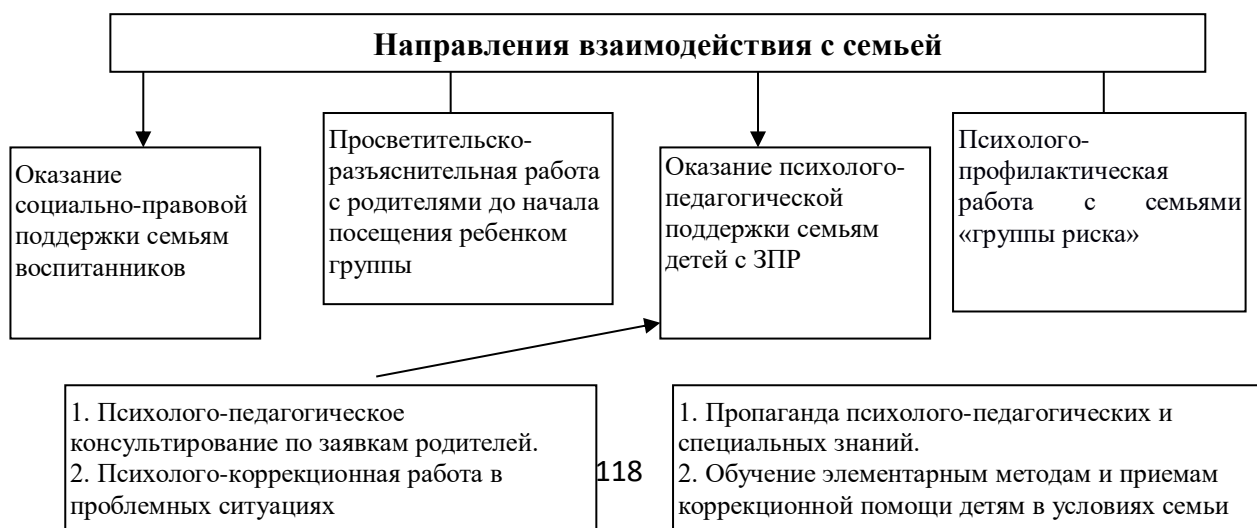 Направления взаимодействия с семьей
Оказание
социально-правовой
поддержки семьям
воспитанников
Просветительско-
разъяснительная работа
с родителями до начала
посещения ребенком
группы
Оказание психолого-
педагогической
поддержки семьям
детей с ЗПР
Психолого-
профилактическая
работа с семьями
«группы риска»
1. Психолого-педагогическое
консультирование по заявкам родителей.
2. Психолого-коррекционная работа в
проблемных ситуациях
118
1. Пропаганда психолого-педагогических и
специальных знаний.
2. Обучение элементарным методам и приемам
коррекционной помощи детям в условиях семьи